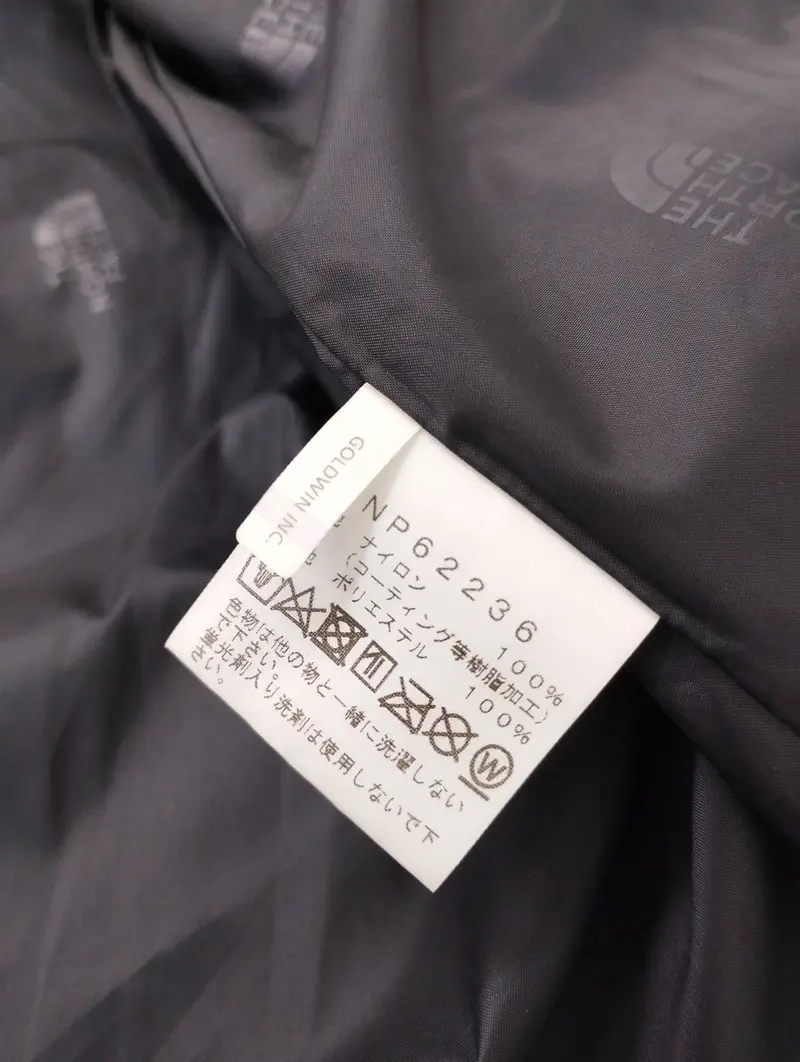 THE
NORTH
FACE
GOLDWIN INC.
NP62236
ナイロン 100%
(コーティング等樹脂加工)
ポリエステル 100%
W
色物は他の物と一緒に洗濯しない
で下さい。
蛍光剤入り洗剤は使用しないで下
さい。